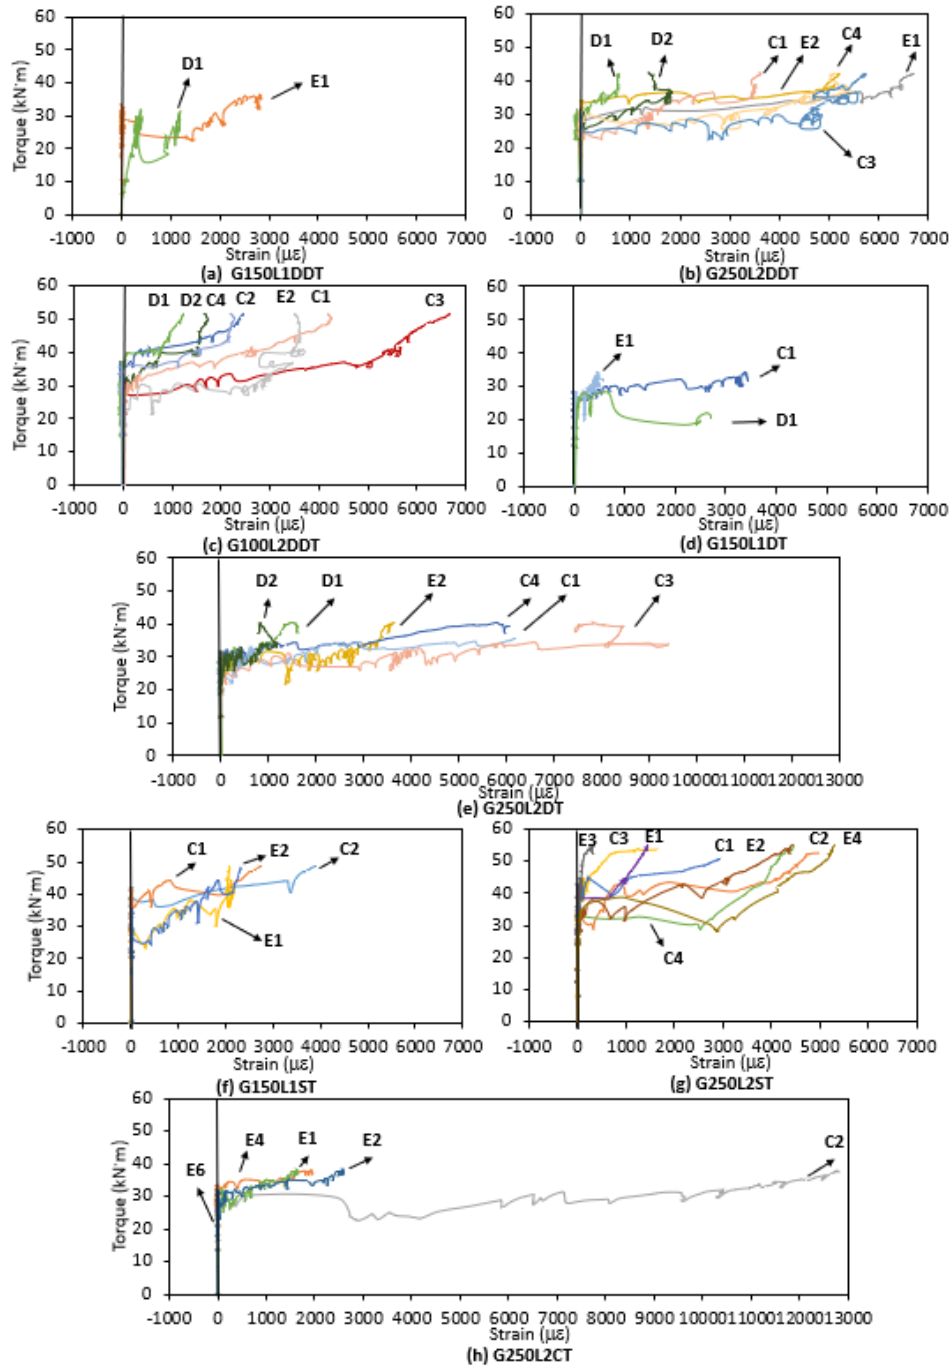 60
50
D1
40
E1
30
20
10
0
Torque (kN·m)
-1000 0 1000 2000 3000 4000 5000 6000 7000
Strain (με)
(a) G150L1DDT
60
D1 D2 C1 E2 C4 E1
50
40
30
20
10
0
C3
Torque (kN·m)
-1000 0 1000 2000 3000 4000 5000 6000 7000
Strain (με)
(b) G250L2DDT
60
D1 D2 C4 C2 E2 C1 C3
50
40
30
20
10
0
Torque (kN·m)
-1000 0 1000 2000 3000 4000 5000 6000 7000
Strain (με)
(c) G100L2DDT
60
50
E1
C1
40
30
D1
20
10
0
Torque (kN·m)
-1000 0 1000 2000 3000 4000 5000 6000 7000
Strain (με)
(d) G150L1DT
60
D2 D1 E2 C4 C1 C3
50
40
30
20
10
0
Torque (kN·m)
-1000 0 1000 2000 3000 4000 5000 6000 7000 8000 9000 10000 11000 12000 13000
Strain (με)
(e) G250L2DT
60
C1 E2 C2
50
40
30
E1
20
10
0
Torque (kN·m)
-1000 0 1000 2000 3000 4000 5000 6000 7000
Strain (με)
(f) G150L1ST
60
E3 C3 E1 C1 E2 C2 E4
50
40
30
C4
20
10
0
Torque (kN·m)
-1000 0 1000 2000 3000 4000 5000 6000 7000
Strain (με)
(g) G250L2ST
60
50
E4 E1 E2 C2
40
E6
30
20
10
0
Torque (kN·m)
-1000 0 1000 2000 3000 4000 5000 6000 7000 8000 9000 10000 11000 12000 13000
Strain (με)
(h) G250L2CT